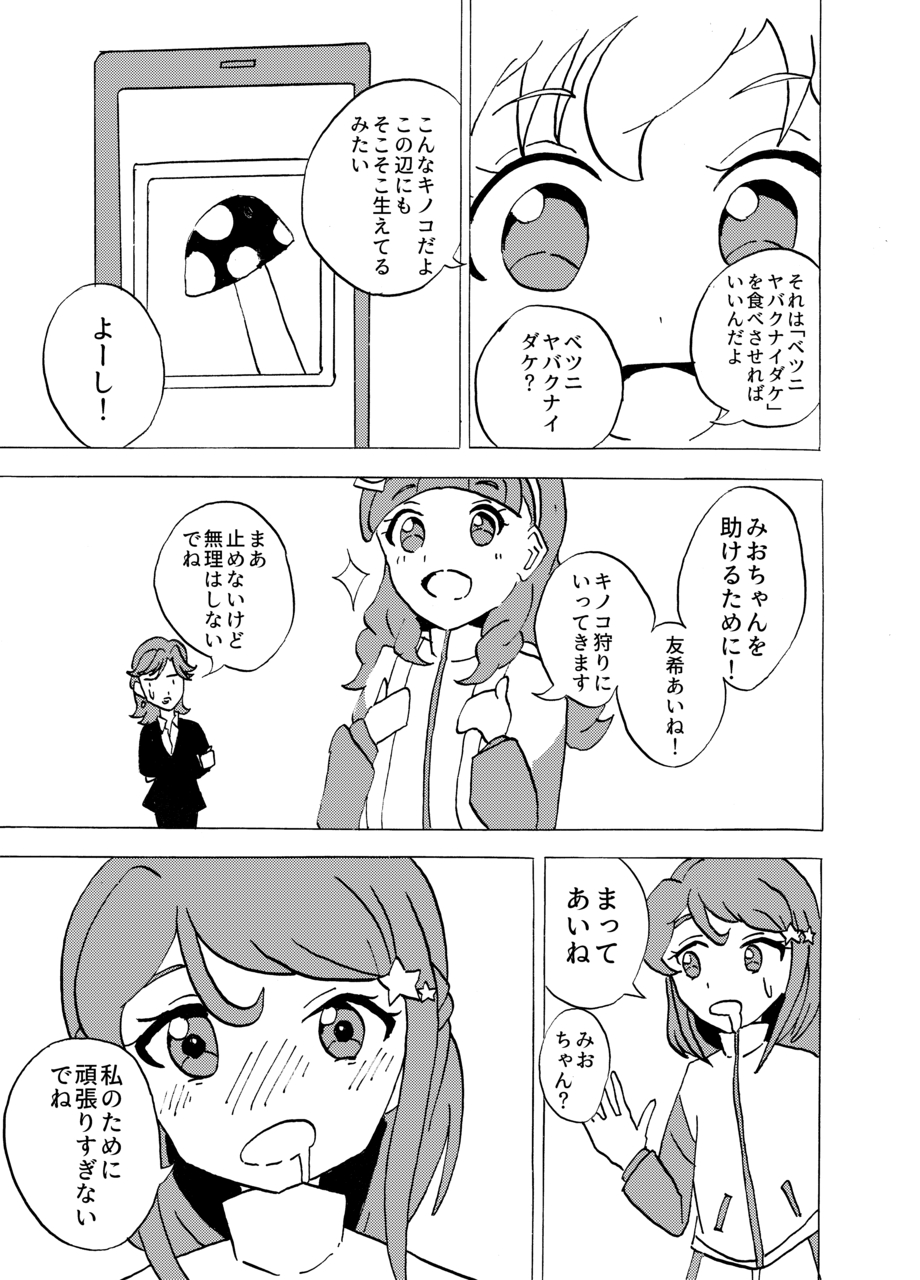 それは「ベツニ
ヤバクナイダケ」
を食べさせれば
いいんだよ
ベツニ
ヤバクナイ
ダケ？
こんなキノコだよ
この辺にも
そこそこ生えてる
みたい
よーし！
みおちゃんを
助けるために！
友希あいね！
キノコ狩りに
いってきます
まあ
止めないけど
無理はしない
でね
まって
あいね
みお
ちゃん？
私のために
頑張りすぎない
でね